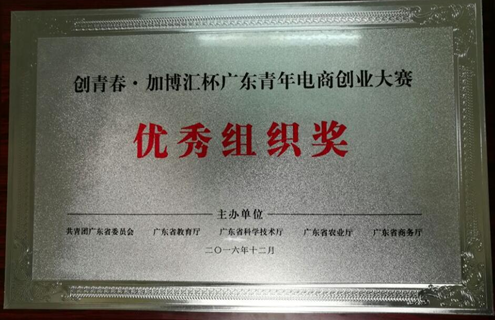 创青春·加博汇杯广东青年电商创业大赛
优秀组织奖
主办单位
共青团广东省委员会 广东省教育厅 广东省科学技术厅 广东省农业厅 广东省商务厅
二〇一六年十二月